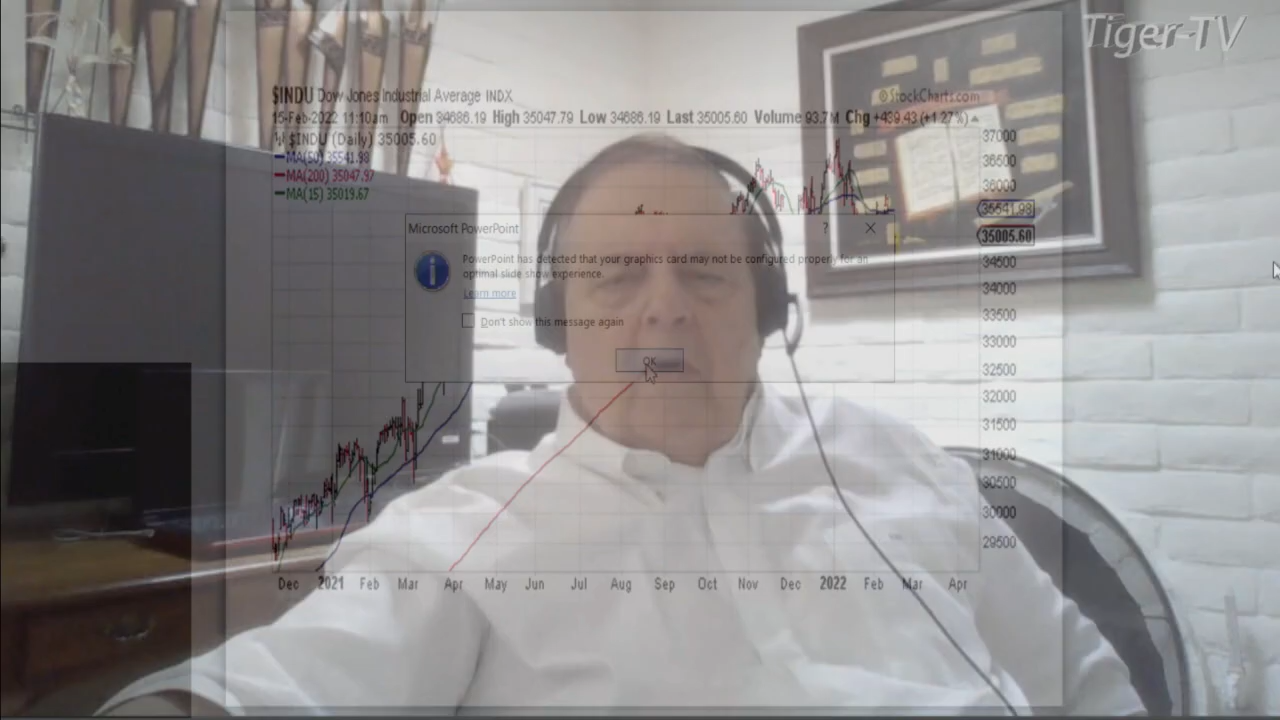 Tiger-TV
$INDU Dow Jones Industrial Average INDX
©StockCharts.com
15-Feb-2022 11:10am Open 34686.19 High 35047.79 Low 34686.19 Last 35005.60 Volume 93.7M Chg +439.43 (+1.27%)
$INDU (Daily) 35005.60
MA(50) 35541.98
MA(200) 35047.97
MA(15) 35019.67
37000
36500
36000
35541.98
35005.60
34500
34000
33500
33000
32500
32000
31500
31000
30500
30000
29500
Microsoft PowerPoint
?
PowerPoint has detected that your graphics card may not be configured properly for an
optimal slide show experience.
Learn more
Don't show this message again
OK
Dec 2021 Feb Mar Apr May Jun Jul Aug Sep Oct Nov Dec 2022 Feb Mar Apr